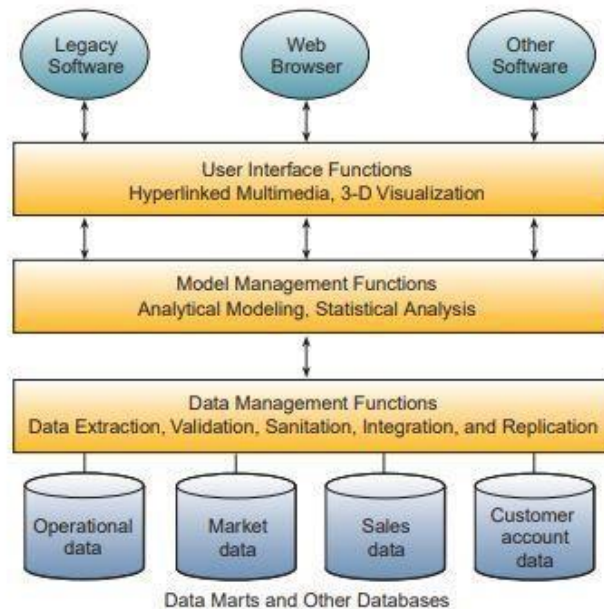 Legacy
Software
Web
Browser
Other
Software
User Interface Functions
Hyperlinked Multimedia, 3-D Visualization
Model Management Functions
Analytical Modeling, Statistical Analysis
Data Management Functions
Data Extraction, Validation, Sanitation, Integration, and Replication
Operational
data
Market
data
Sales
data
Customer
account
data
Data Marts and Other Databases